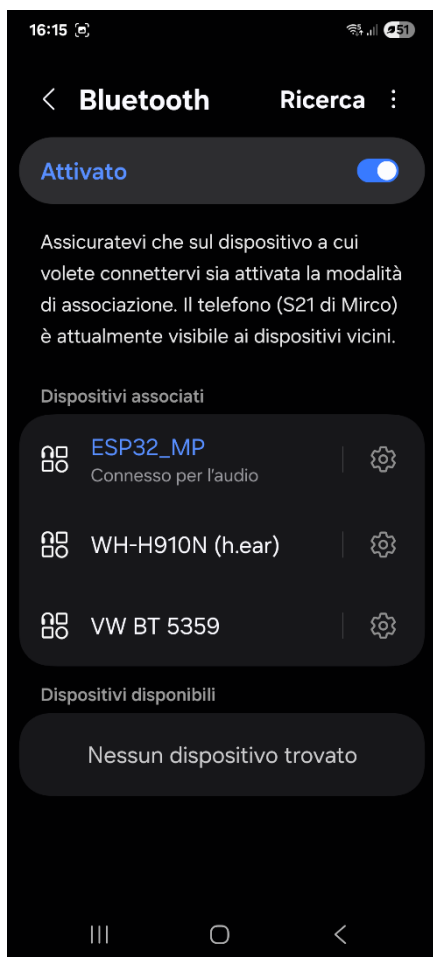 16:15 51
Bluetooth Ricerca
Attivato
Assicuratevi che sul dispositivo a cui
volete connettervi sia attivata la modalità
di associazione. Il telefono (S21 di Mirco)
è attualmente visibile ai dispositivi vicini.
Dispositivi associati
ESP32_MP
Connesso per l'audio
WH-H910N (h.ear)
VW BT 5359
Dispositivi disponibili
Nessun dispositivo trovato